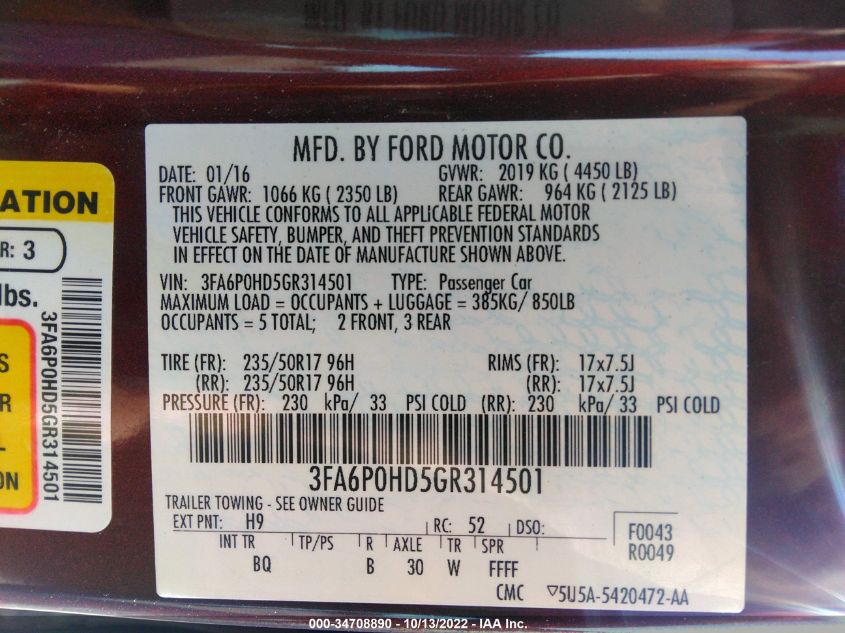 MFD. BY FORD MOTOR CO.
MFD. BY FORD MOTOR CO.
DATE: 01/16 GVWR: 2019 KG ( 4450 LB)
FRONT GAWR: 1066 KG ( 2350 LB) REAR GAWR: 964 KG ( 2125 LB)
THIS VEHICLE CONFORMS TO ALL APPLICABLE FEDERAL MOTOR
VEHICLE SAFETY, BUMPER, AND THEFT PREVENTION STANDARDS
IN EFFECT ON THE DATE OF MANUFACTURE SHOWN ABOVE.
VIN: 3FA6P0HD5GR314501 TYPE: Passenger Car
MAXIMUM LOAD = OCCUPANTS + LUGGAGE = 385KG/ 850LB
OCCUPANTS = 5 TOTAL; 2 FRONT, 3 REAR
TIRE (FR): 235/50R17 96H RIMS (FR): 17x7.5J
(RR): 235/50R17 96H (RR): 17x7.5J
PRESSURE (FR): 230 kPa/ 33 PSI COLD (RR): 230 kPa/ 33 PSI COLD
3FA6P0HD5GR314501
TRAILER TOWING - SEE OWNER GUIDE
EXT PNT: H9 RC: 52 DSO:
F0043
R0049
INT TR TP/PS R AXLE TR SPR
BQ B 30 W FFFF
CMC ▽5U5A-5420472-AA
ATION
R: 3
lbs.
3FA6P0HD5GR314501
S
R
L
ON
000-34708890 - 10/13/2022 - IAA Inc.